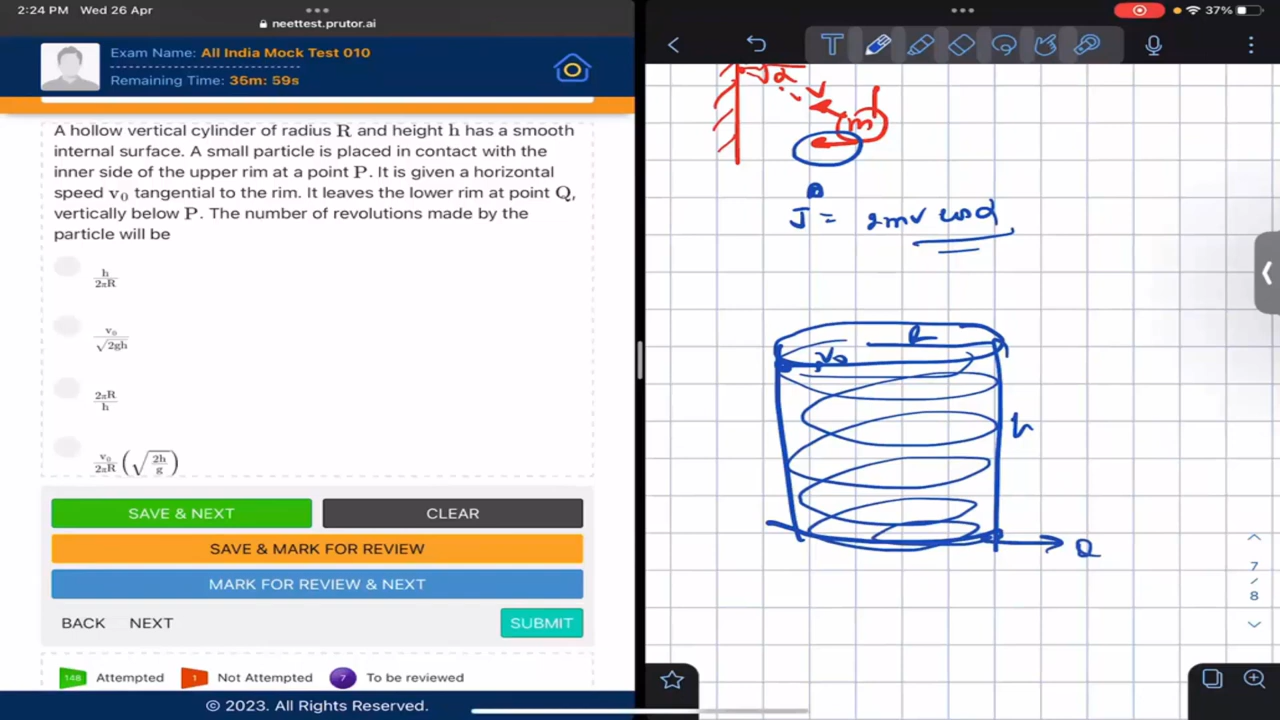 2:24 PM Wed 26 Apr
neettest.prutor.ai
37%
Exam Name: All India Mock Test 010
Remaining Time: 35m: 59s
A hollow vertical cylinder of radius R and height h has a smooth
internal surface. A small particle is placed in contact with the
inner side of the upper rim at a point P. It is given a horizontal
speed v₀ tangential to the rim. It leaves the lower rim at point Q,
vertically below P. The number of revolutions made by the
particle will be
h/2πR
v₀/√2gh
2πR/h
v₀/2πR (√2h/g)
SAVE & NEXT
CLEAR
SAVE & MARK FOR REVIEW
MARK FOR REVIEW & NEXT
BACK
NEXT
SUBMIT
148 Attempted
1 Not Attempted
7 To be reviewed
© 2023. All Rights Reserved.
T
α
v
m
J = 2mv cos α
R
v₀
h
Q
7
/
8